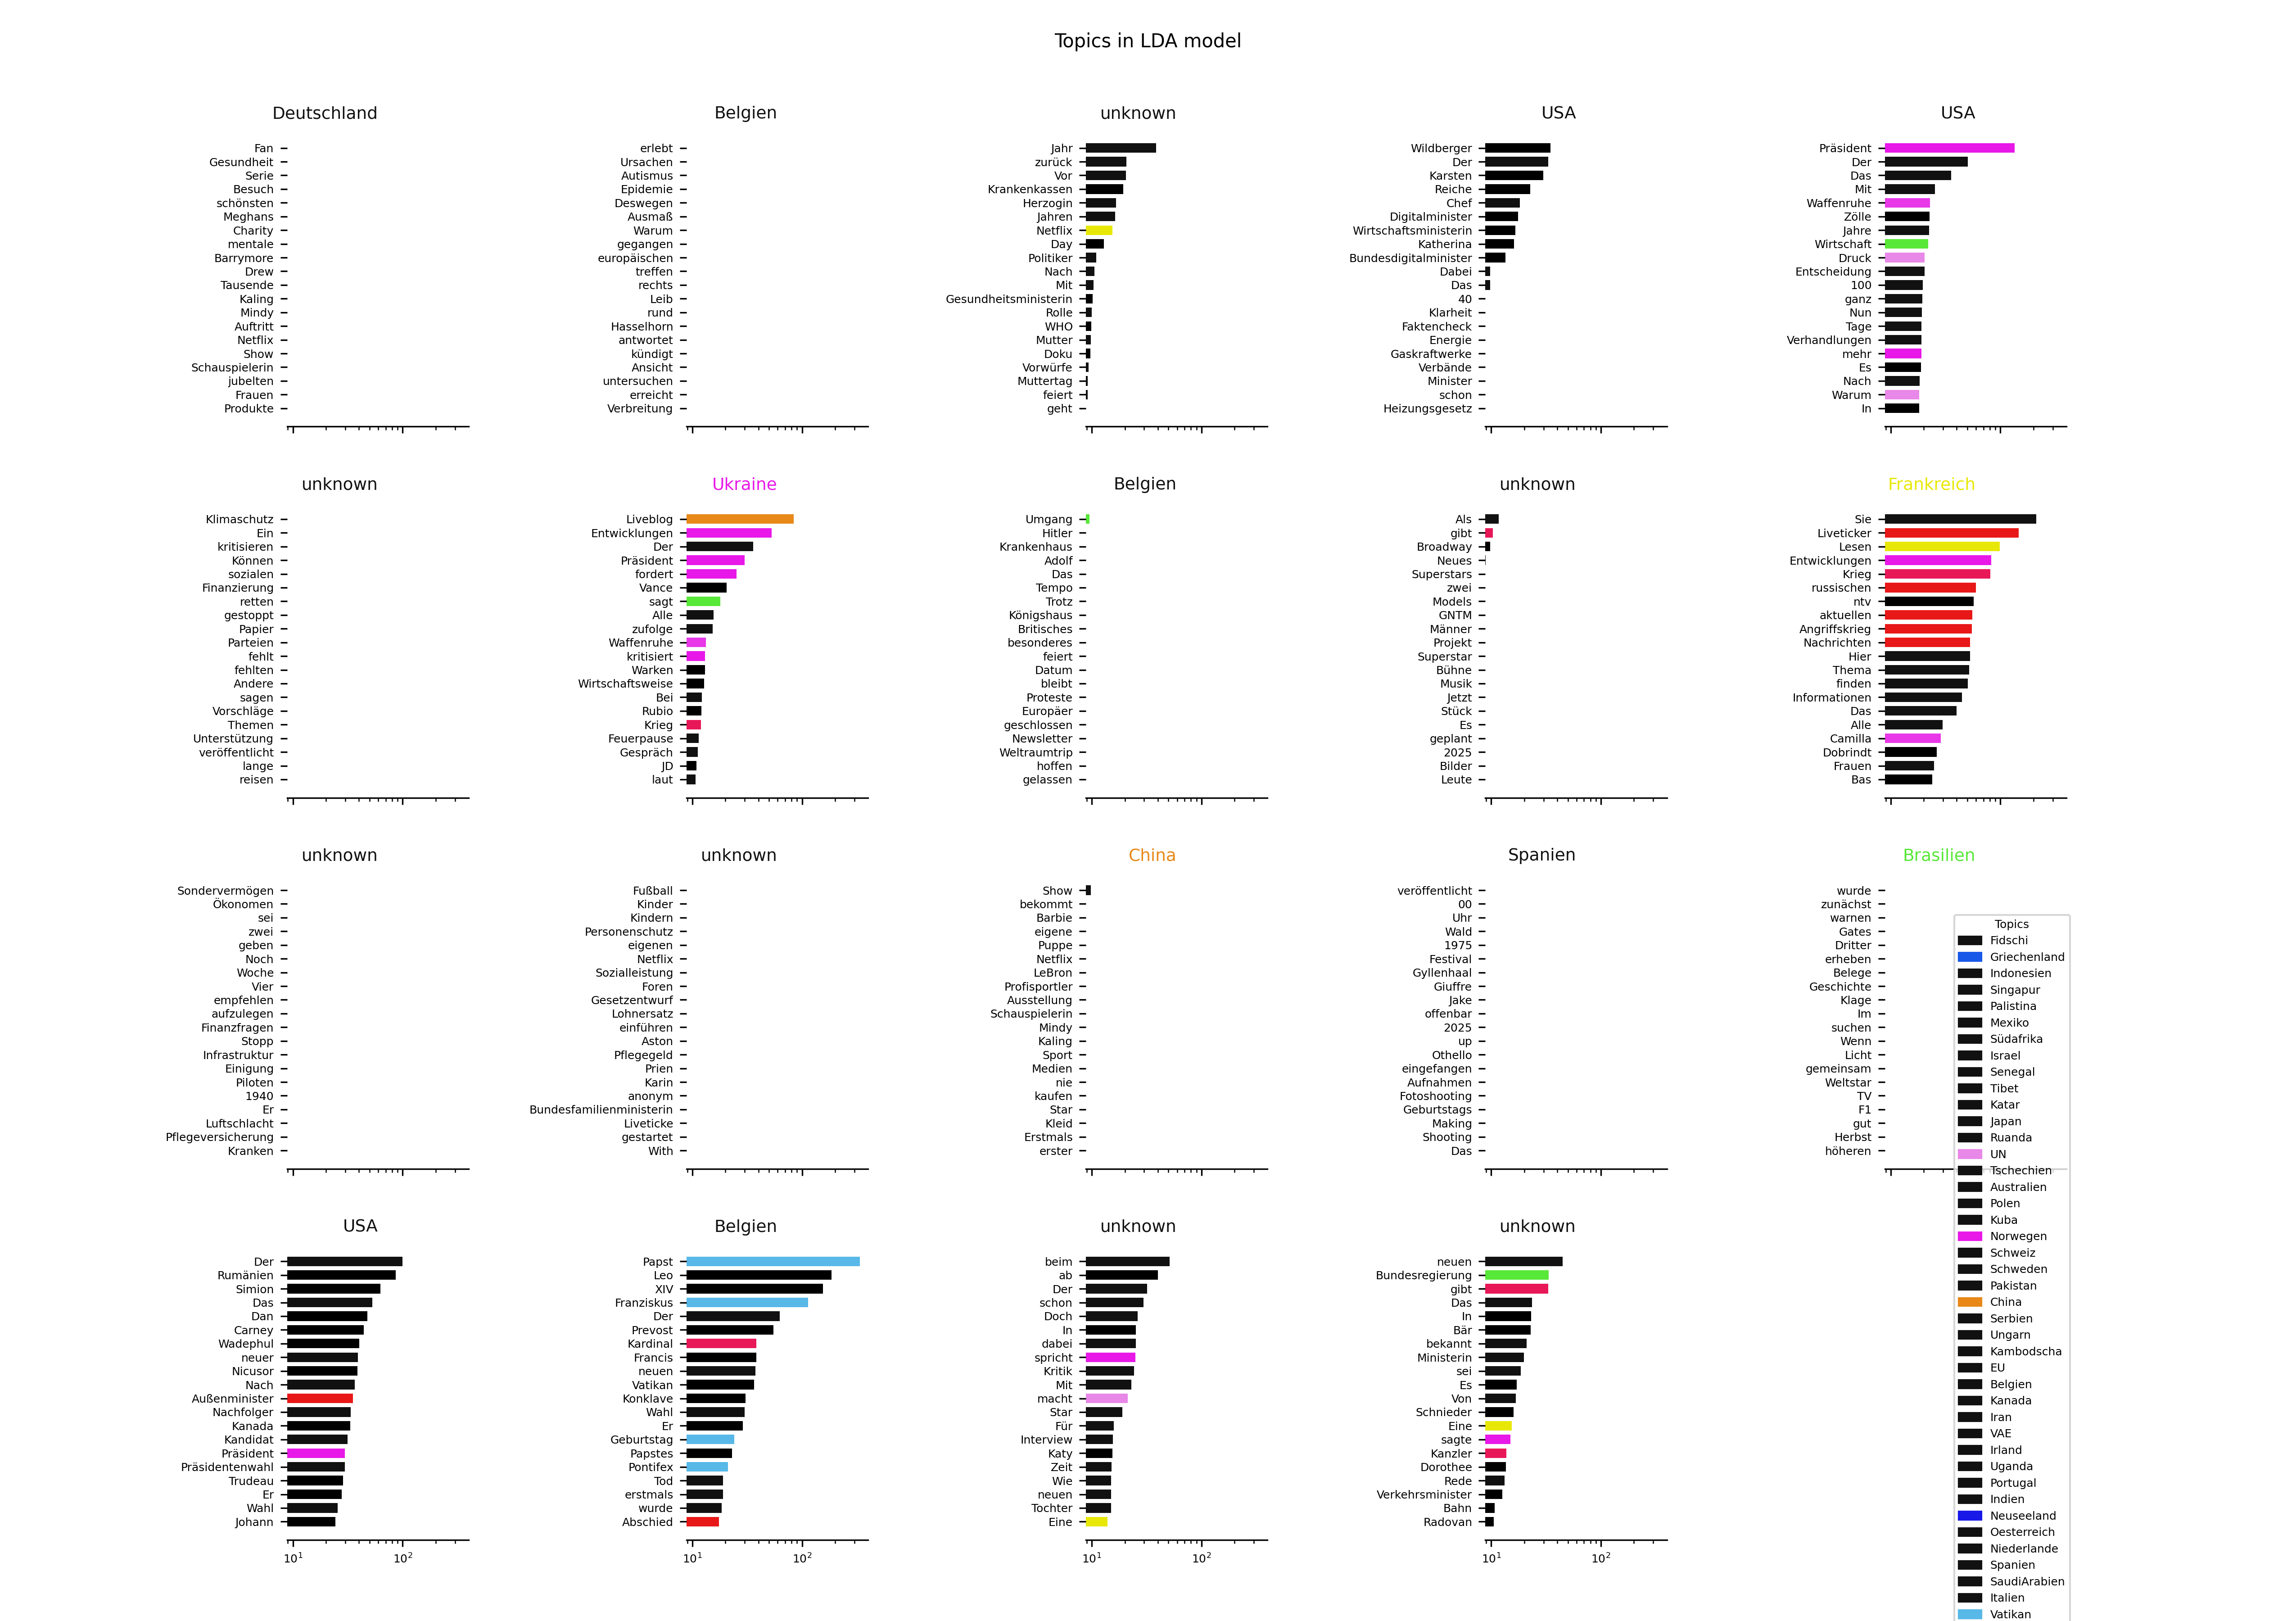 Topics in LDA model
Deutschland
Fan
Gesundheit
Serie
Besuch
schönsten
Meghans
Charity
mentale
Barrymore
Drew
Tausende
Kaling
Mindy
Auftritt
Netflix
Show
Schauspielerin
jubelten
Frauen
Produkte
Belgien
erlebt
Ursachen
Autismus
Epidemie
Deswegen
Ausmaß
Warum
gegangen
europäischen
treffen
rechts
Leib
rund
Hasselhorn
antwortet
kündigt
Ansicht
untersuchen
erreicht
Verbreitung
unknown
Jahr
zurück
Vor
Krankenkassen
Herzogin
Jahren
Netflix
Day
Politiker
Nach
Mit
Gesundheitsministerin
Rolle
WHO
Mutter
Doku
Vorwürfe
Muttertag
feiert
geht
USA
Wildberger
Der
Karsten
Reiche
Chef
Digitalminister
Wirtschaftsministerin
Katherina
Bundesdigitalminister
Dabei
Das
40
Klarheit
Faktencheck
Energie
Gaskraftwerke
Verbände
Minister
schon
Heizungsgesetz
USA
Präsident
Der
Das
Mit
Waffenruhe
Zölle
Jahre
Wirtschaft
Druck
Entscheidung
100
ganz
Nun
Tage
Verhandlungen
mehr
Es
Nach
Warum
In
unknown
Klimaschutz
Ein
kritisieren
Können
sozialen
Finanzierung
retten
gestoppt
Papier
Parteien
fehlt
fehlten
Andere
sagen
Vorschläge
Themen
Unterstützung
veröffentlicht
lange
reisen
Ukraine
Liveblog
Entwicklungen
Der
Präsident
fordert
Vance
sagt
Alle
zufolge
Waffenruhe
kritisiert
Warken
Wirtschaftsweise
Bei
Rubio
Krieg
Feuerpause
Gespräch
JD
laut
Belgien
Umgang
Hitler
Krankenhaus
Adolf
Das
Tempo
Trotz
Königshaus
Britisches
besonderes
feiert
Datum
bleibt
Proteste
Europäer
geschlossen
Newsletter
Weltraumtrip
hoffen
gelassen
unknown
Als
gibt
Broadway
Neues
Superstars
zwei
Models
GNTM
Männer
Projekt
Superstar
Bühne
Musik
Jetzt
Stück
Es
geplant
2025
Bilder
Leute
Frankreich
Sie
Liveticker
Lesen
Entwicklungen
Krieg
russischen
ntv
aktuellen
Angriffskrieg
Nachrichten
Hier
Thema
finden
Informationen
Das
Alle
Camilla
Dobrindt
Frauen
Bas
unknown
Sondervermögen
Ökonomen
sei
zwei
geben
Noch
Woche
Vier
empfehlen
aufzulegen
Finanzfragen
Stopp
Infrastruktur
Einigung
Piloten
1940
Er
Luftschlacht
Pflegeversicherung
Kranken
unknown
Fußball
Kinder
Kindern
Personenschutz
eigenen
Netflix
Sozialleistung
Foren
Gesetzentwurf
Lohnersatz
einführen
Aston
Pflegegeld
Prien
Karin
anonym
Bundesfamilienministerin
Liveticke
gestartet
With
China
Show
bekommt
Barbie
eigene
Puppe
Netflix
LeBron
Profisportler
Ausstellung
Schauspielerin
Mindy
Kaling
Sport
Medien
nie
kaufen
Star
Kleid
Erstmals
erster
Spanien
veröffentlicht
00
Uhr
Wald
1975
Festival
Gyllenhaal
Giuffre
Jake
offenbar
2025
up
Othello
eingefangen
Aufnahmen
Fotoshooting
Geburtstags
Making
Shooting
Das
Brasilien
wurde
zunächst
warnen
Gates
Dritter
erheben
Belege
Geschichte
Klage
Im
suchen
Wenn
Licht
gemeinsam
Weltstar
TV
F1
gut
Herbst
höheren
USA
Der
Rumänien
Simion
Das
Dan
Carney
Wadephul
neuer
Nicusor
Nach
Außenminister
Nachfolger
Kanada
Kandidat
Präsident
Präsidentenwahl
Trudeau
Er
Wahl
Johann
10¹ 10²
Belgien
Papst
Leo
XIV
Franziskus
Der
Prevost
Kardinal
Francis
neuen
Vatikan
Konklave
Wahl
Er
Geburtstag
Papstes
Pontifex
Tod
erstmals
wurde
Abschied
10¹ 10²
unknown
beim
ab
Der
schon
Doch
In
dabei
spricht
Kritik
Mit
macht
Star
Für
Interview
Katy
Zeit
Wie
neuen
Tochter
Eine
10¹ 10²
unknown
neuen
Bundesregierung
gibt
Das
In
Bär
bekannt
Ministerin
sei
Es
Von
Schnieder
Eine
sagte
Kanzler
Dorothee
Rede
Verkehrsminister
Bahn
Radovan
10¹ 10²
Topics
Fidschi
Griechenland
Indonesien
Singapur
Palistina
Mexiko
Südafrika
Israel
Senegal
Tibet
Katar
Japan
Ruanda
UN
Tschechien
Australien
Polen
Kuba
Norwegen
Schweiz
Schweden
Pakistan
China
Serbien
Ungarn
Kambodscha
EU
Belgien
Kanada
Iran
VAE
Irland
Uganda
Portugal
Indien
Neuseeland
Oesterreich
Niederlande
Spanien
SaudiArabien
Italien
Vatikan